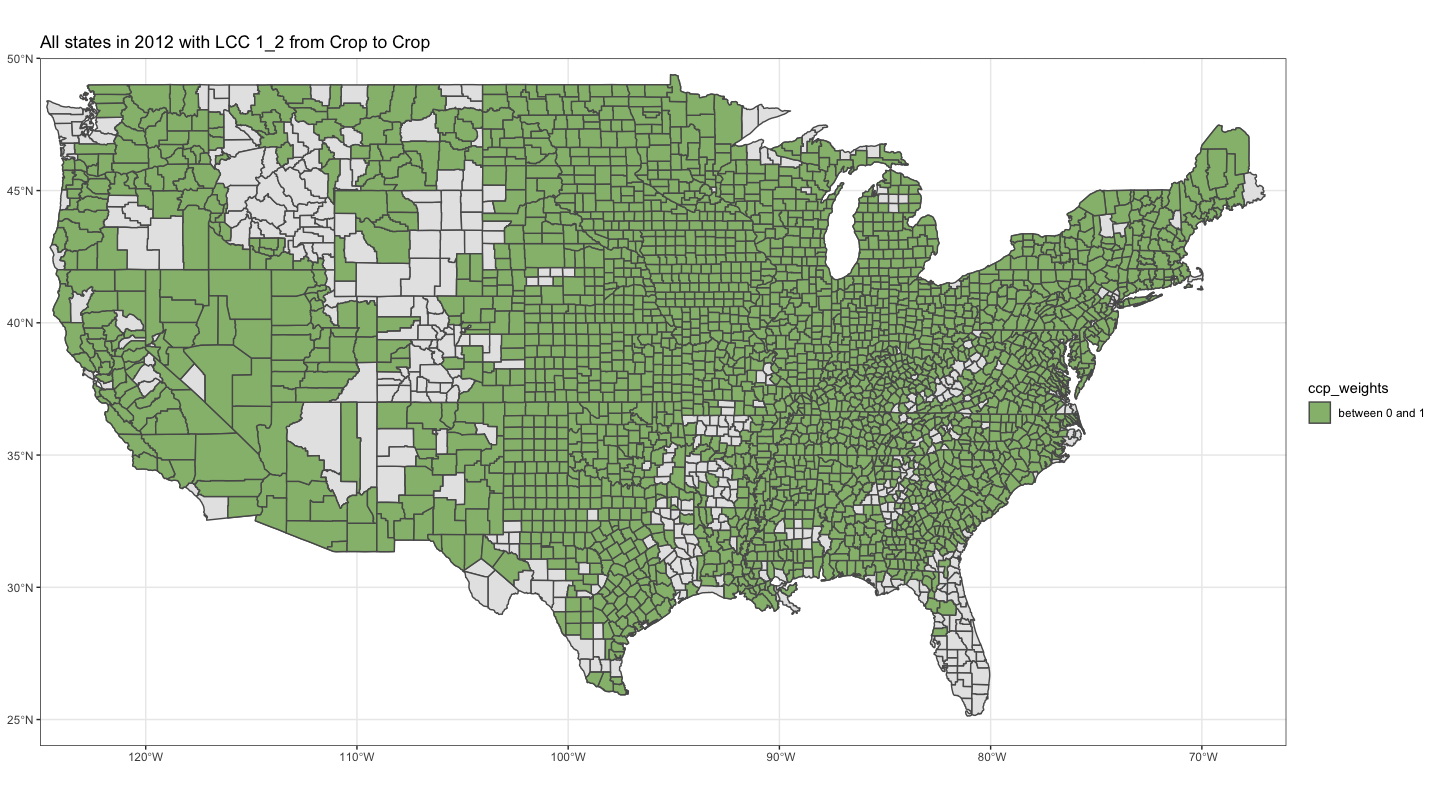 All states in 2012 with LCC 1_2 from Crop to Crop
50°N
45°N
40°N
35°N
30°N
25°N
120°W
110°W
100°W
90°W
80°W
70°W
ccp_weights
between 0 and 1